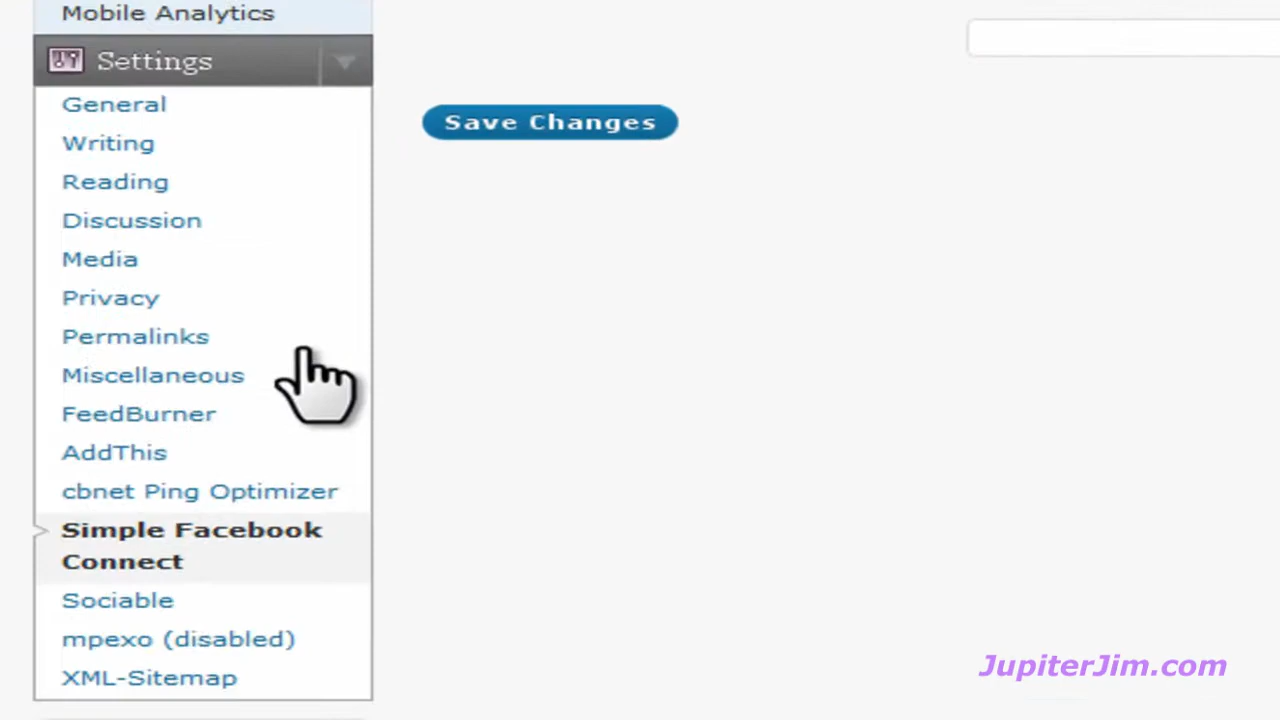 Mobile Analytics
Settings
General
Writing
Reading
Discussion
Media
Privacy
Permalinks
Miscellaneous
FeedBurner
AddThis
cbnet Ping Optimizer
Simple Facebook
Connect
Sociable
mpexo (disabled)
XML-Sitemap
Save Changes
JupiterJim.com